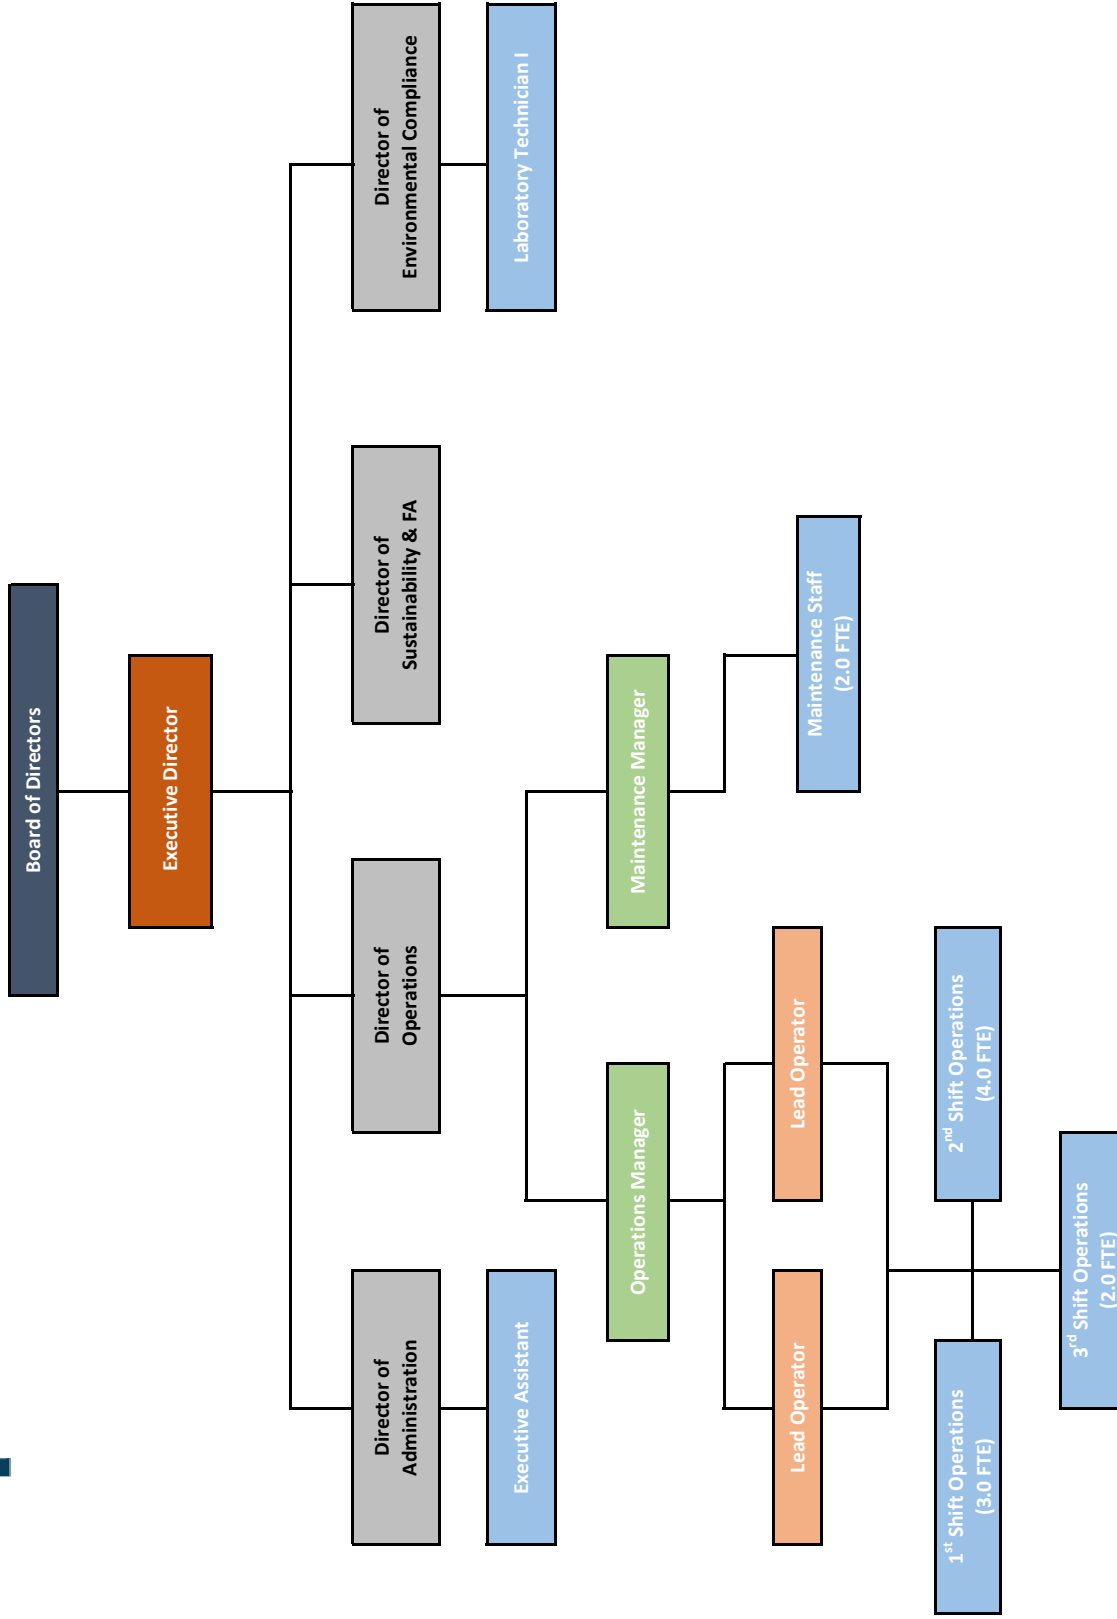 Board of Directors
Executive Director
Director of
Administration
Director of
Operations
Director of
Sustainability & FA
Director of
Environmental Compliance
Executive Assistant
Laboratory Technician I
Operations Manager
Maintenance Manager
Lead Operator
Lead Operator
Maintenance Staff
(2.0 FTE)
1st Shift Operations
(3.0 FTE)
2nd Shift Operations
(4.0 FTE)
3rd Shift Operations
(2.0 FTE)